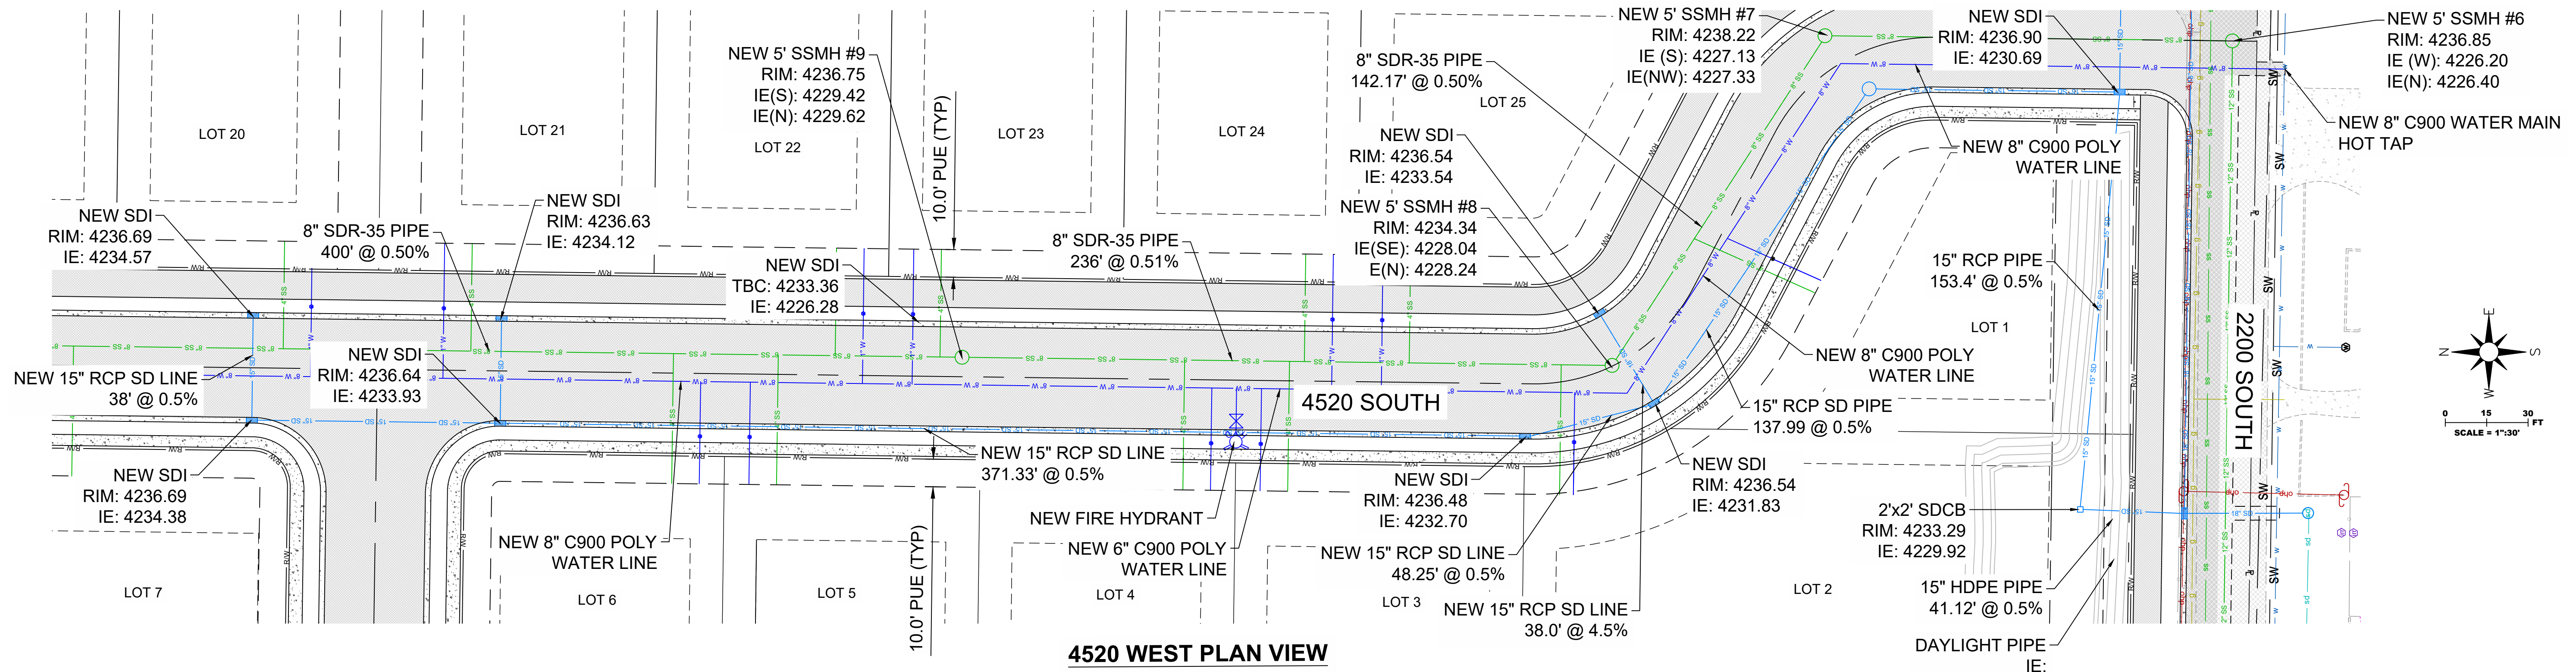 NEW 5' SSMH #9
RIM: 4236.75
IE(S): 4229.42
IE(N): 4229.62
NEW 5' SSMH #7
RIM: 4238.22
IE (S): 4227.13
IE(NW): 4227.33
NEW SDI
RIM: 4236.90
IE: 4230.69
NEW 5' SSMH #6
RIM: 4236.85
IE (W): 4226.20
IE(N): 4226.40
8" SDR-35 PIPE
142.17' @ 0.50%
LOT 20
LOT 21
LOT 22
LOT 23
LOT 24
LOT 25
10.0' PUE (TYP)
NEW SDI
RIM: 4236.54
IE: 4233.54
NEW 8" C900 WATER MAIN
HOT TAP
NEW 8" C900 POLY
WATER LINE
NEW SDI
RIM: 4236.69
IE: 4234.57
8" SDR-35 PIPE
400' @ 0.50%
NEW SDI
RIM: 4236.63
IE: 4234.12
NEW 5' SSMH #8
RIM: 4234.34
IE(SE): 4228.04
E(N): 4228.24
8" SDR-35 PIPE
236' @ 0.51%
NEW SDI
TBC: 4233.36
IE: 4226.28
15" RCP PIPE
153.4' @ 0.5%
LOT 1
2200 SOUTH
NEW 15" RCP SD LINE
38' @ 0.5%
NEW SDI
RIM: 4236.64
IE: 4233.93
NEW 8" C900 POLY
WATER LINE
4520 SOUTH
15" RCP SD PIPE
137.99 @ 0.5%
N
E
S
W
0 15 30
FT
SCALE = 1":30'
NEW SDI
RIM: 4236.69
IE: 4234.38
NEW 15" RCP SD LINE
371.33' @ 0.5%
NEW SDI
RIM: 4236.48
IE: 4232.70
NEW SDI
RIM: 4236.54
IE: 4231.83
2'x2' SDCB
RIM: 4233.29
IE: 4229.92
NEW FIRE HYDRANT
NEW 8" C900 POLY
WATER LINE
10.0' PUE (TYP)
NEW 6" C900 POLY
WATER LINE
NEW 15" RCP SD LINE
48.25' @ 0.5%
15" HDPE PIPE
41.12' @ 0.5%
LOT 7
LOT 6
LOT 5
LOT 4
LOT 3
LOT 2
NEW 15" RCP SD LINE
38.0' @ 4.5%
DAYLIGHT PIPE
IE:
4520 WEST PLAN VIEW